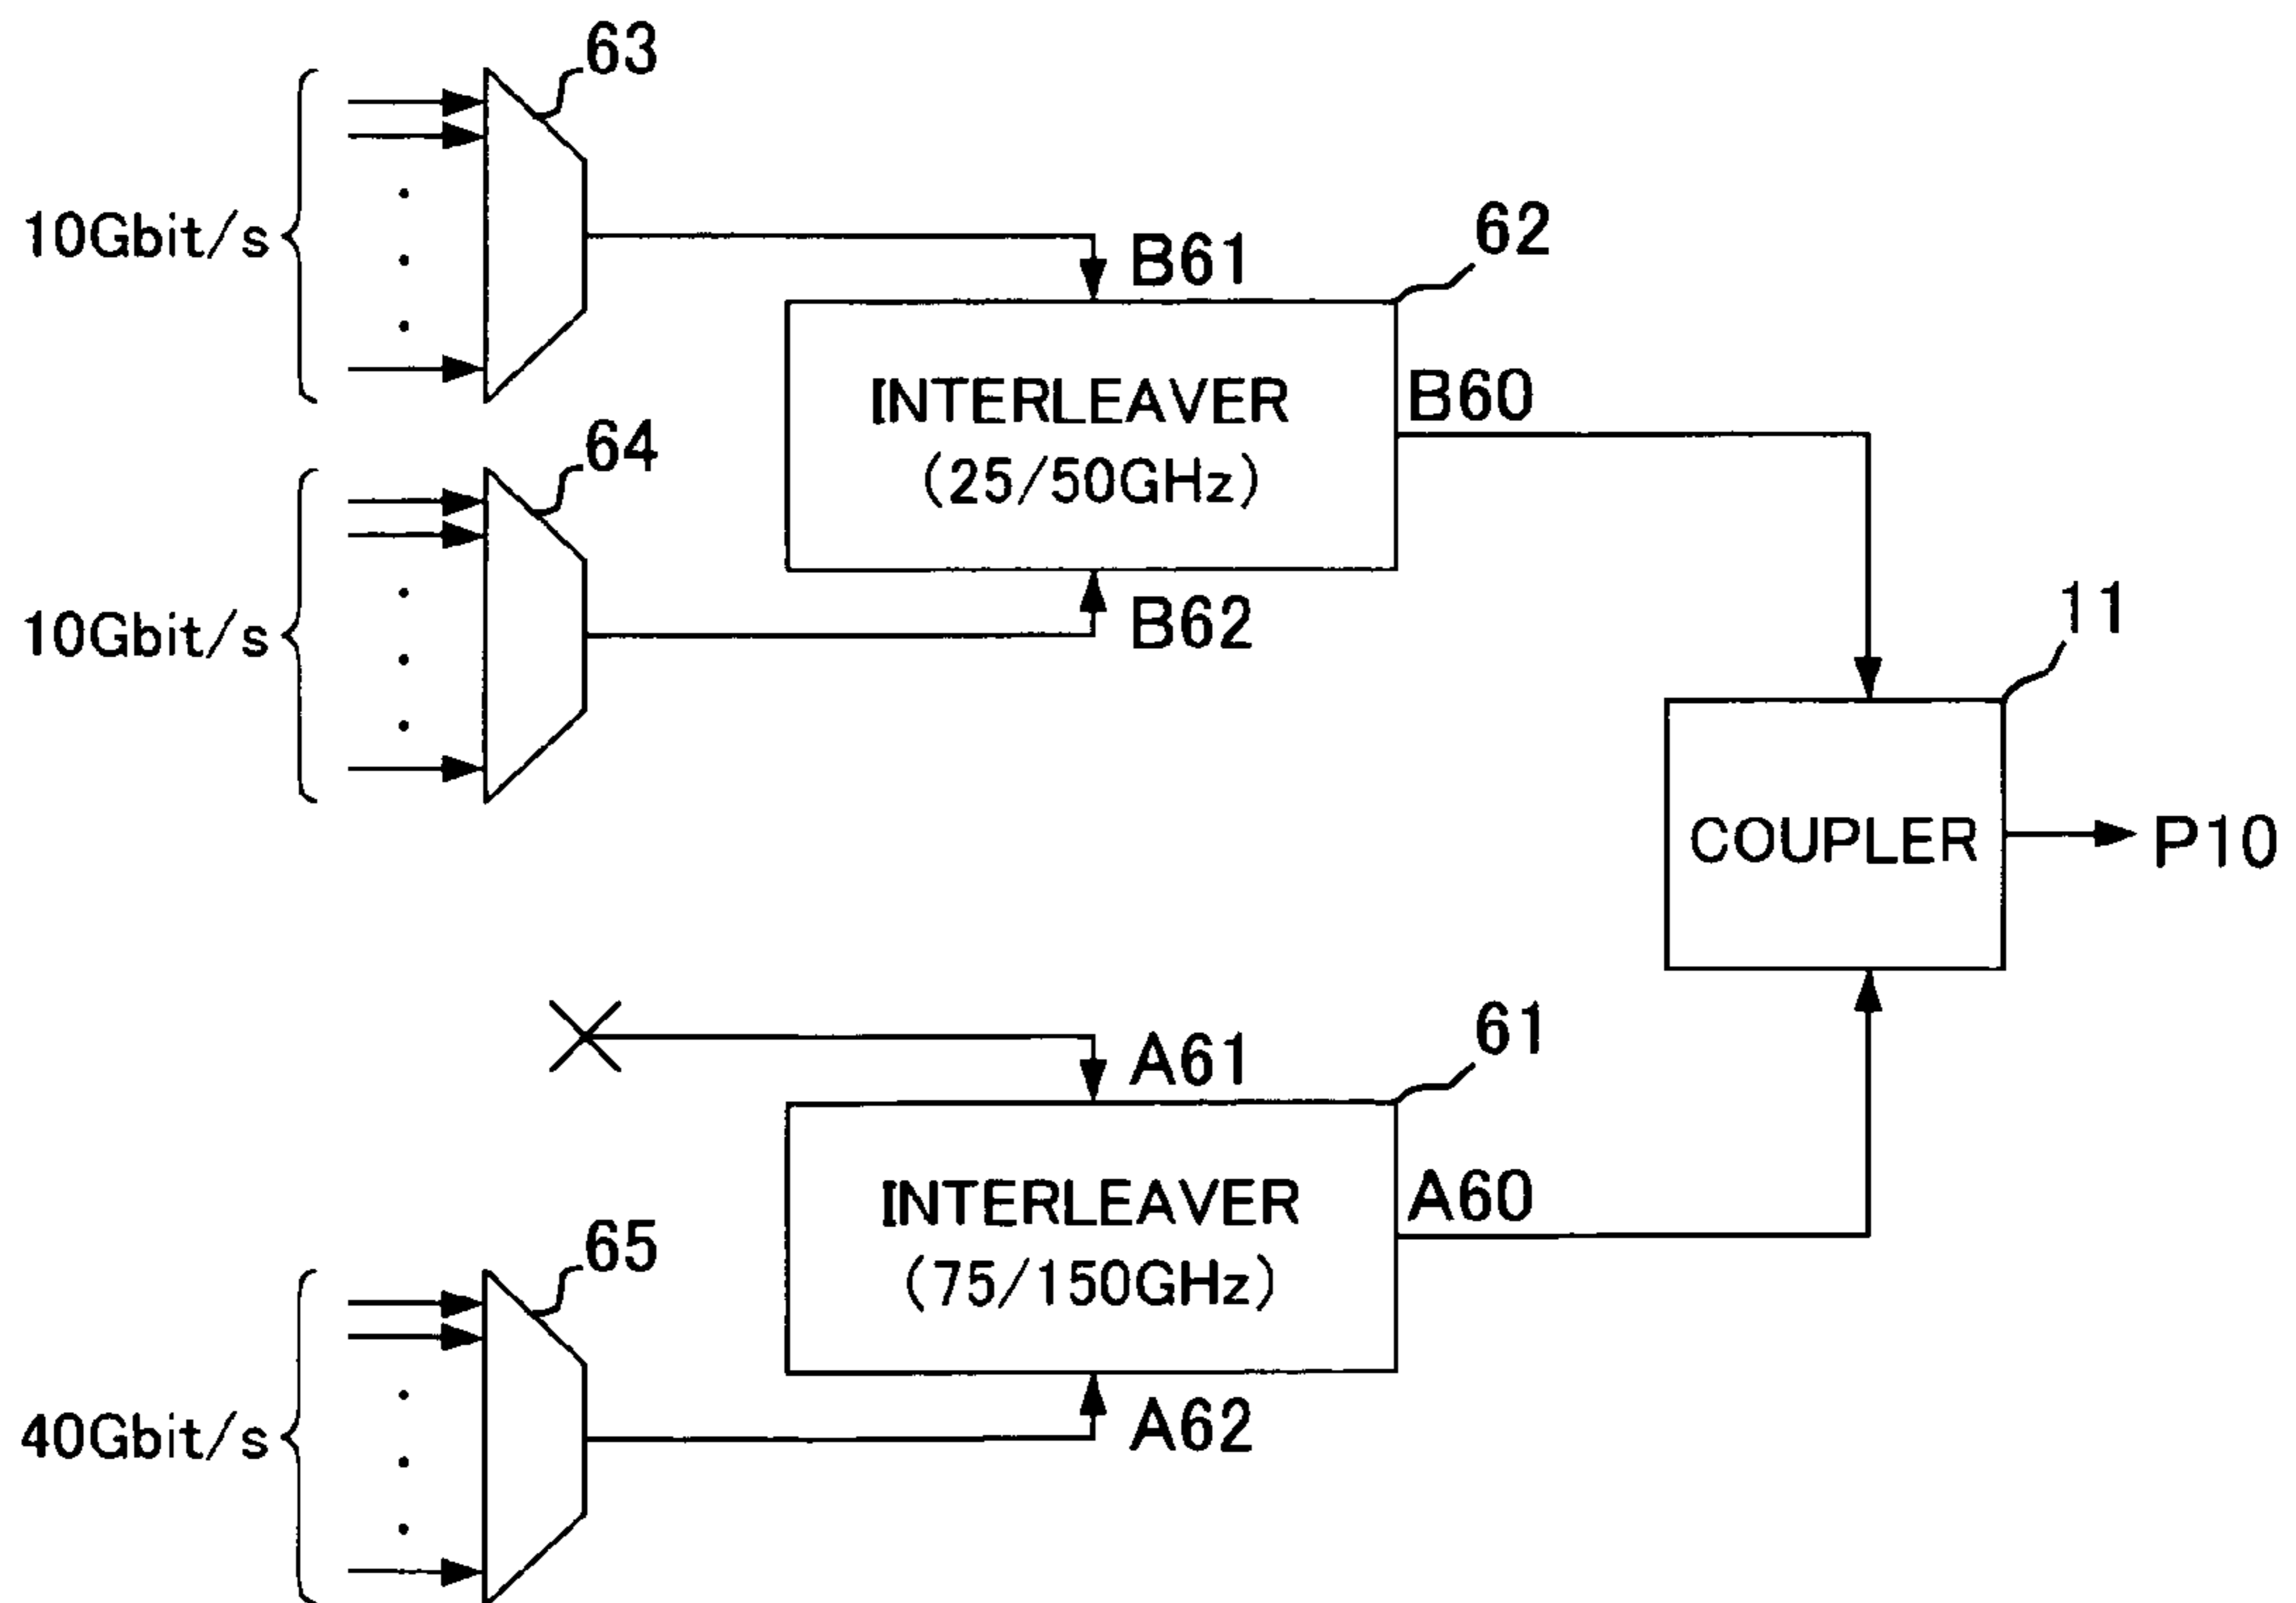 63
10Gbit/s
B61
62
INTERLEAVER
(25/50GHz)
B60
64
10Gbit/s
B62
11
COUPLER
P10
A61
61
INTERLEAVER
(75/150GHz)
A60
65
40Gbit/s
A62